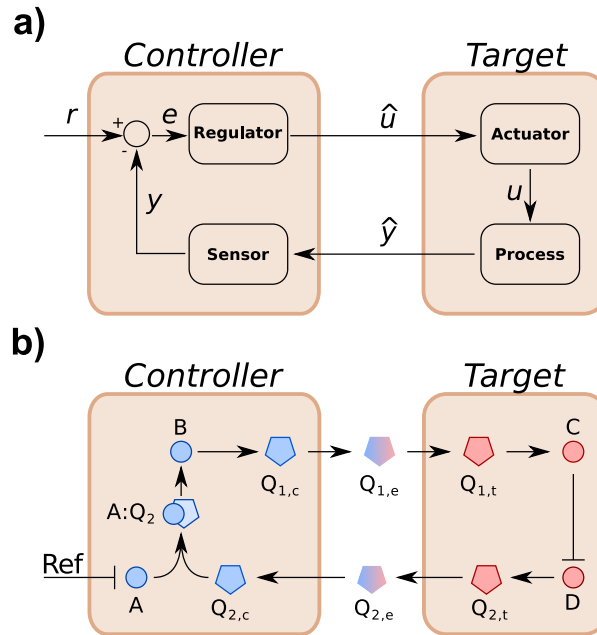 a)
Controller Target
r + e Regulator û Actuator
-
y u
Sensor ŷ Process
b)
Controller Target
B C
Q1,c Q1,e Q1,t
A:Q2
Ref
A Q2,c Q2,e Q2,t D